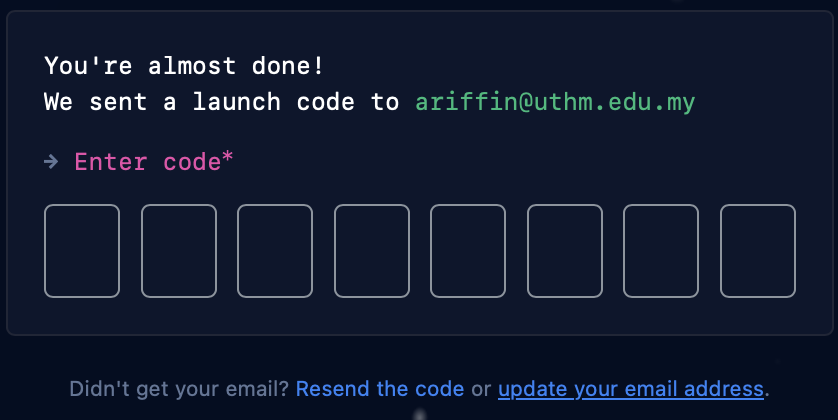 You're almost done!
We sent a launch code to ariffin@uthm.edu.my
→ Enter code*
Didn't get your email? Resend the code or update your email address.